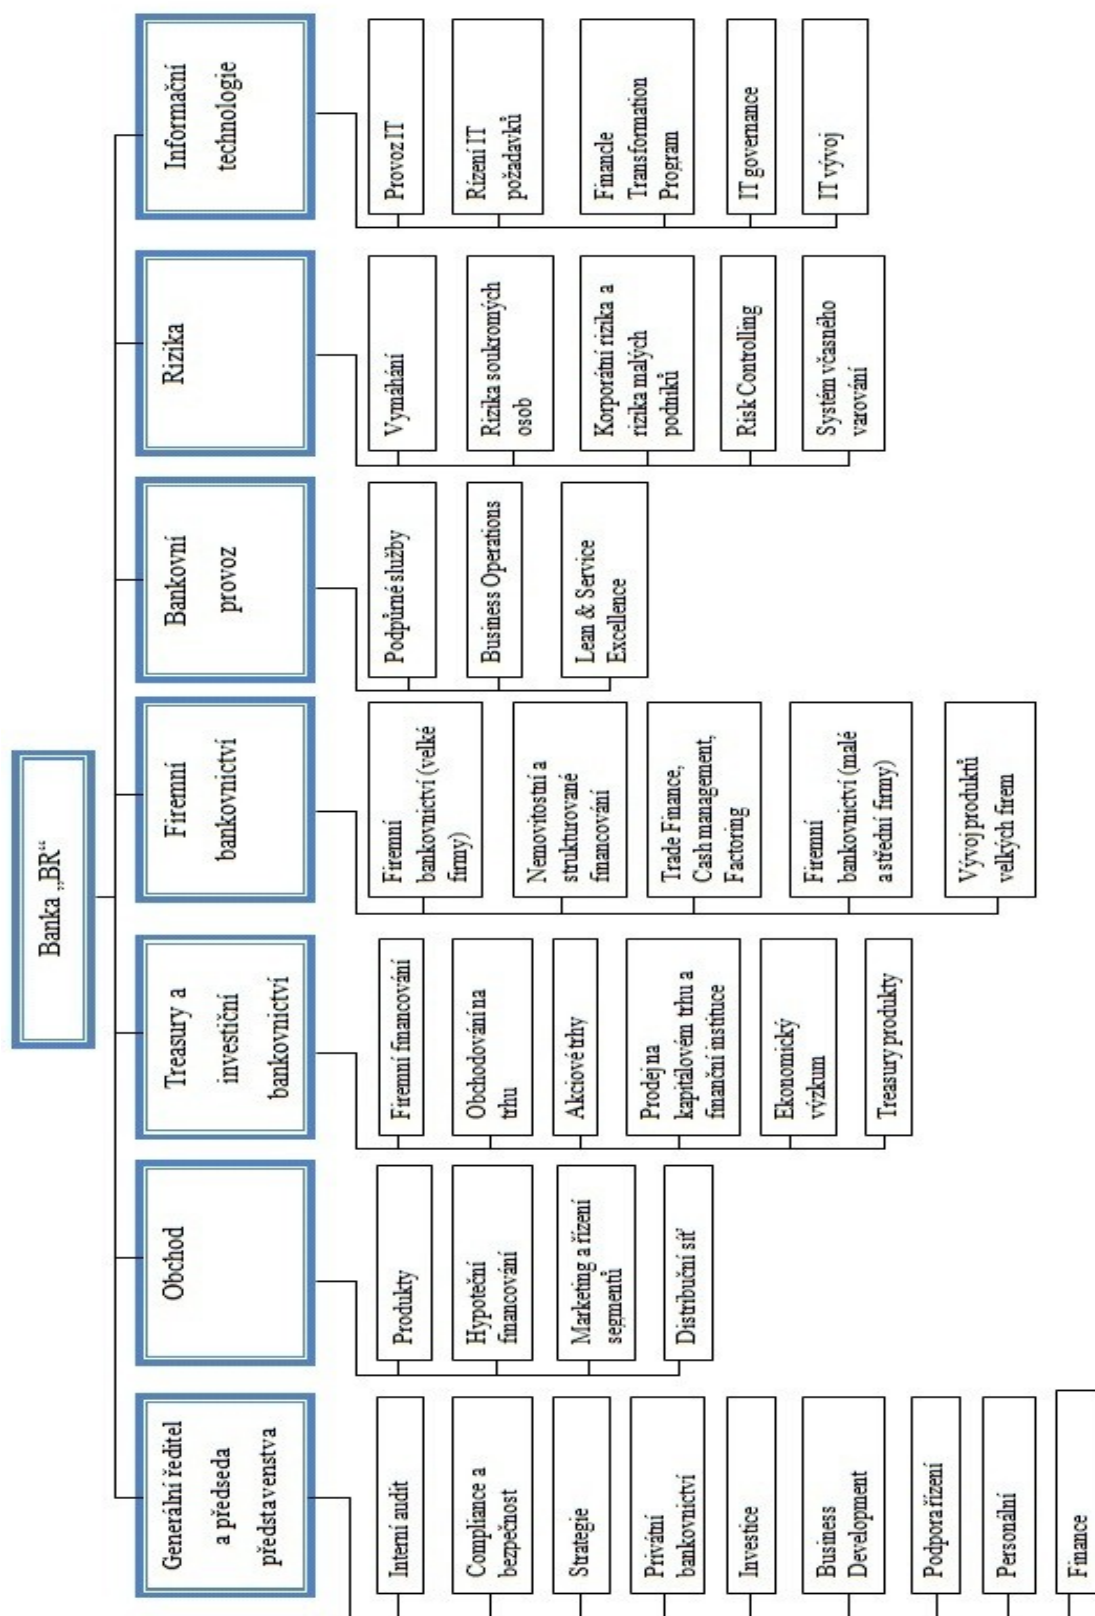 Banka „BR“
Generální ředitel
a předseda
představenstva
Interní audit
Compliance a
bezpečnost
Strategie
Privátní
bankovnictví
Investice
Business
Development
Podpora řízení
Personální
Finance
Obchod
Produkty
Hypoteční
financování
Marketing a řízení
segmentů
Distribuční síť
Treasury a
investiční
bankovnictví
Firemní financování
Obchodování na
trhu
Akciové trhy
Prodej na
kapitálovém trhu a
finanční instituce
Ekonomický
výzkum
Treasury produkty
Firemní
bankovnictví
Firemní
bankovnictví (velké
firmy)
Nemovitostní a
strukturované
financování
Trade Finance,
Cash management,
Factoring
Firemní
bankovnictví (malé
a střední firmy)
Vývoj produktů
velkých firem
Bankovní
provoz
Podpůrné služby
Business Operations
Lean & Service
Excellence
Rizika
Vymáhání
Rizika soukromých
osob
Korporátní rizika a
rizika malých
podniků
Risk Controlling
Systém včasného
varování
Informační
technologie
Provoz IT
Řízení IT
požadavků
Financle
Transformation
Program
IT governance
IT vývoj